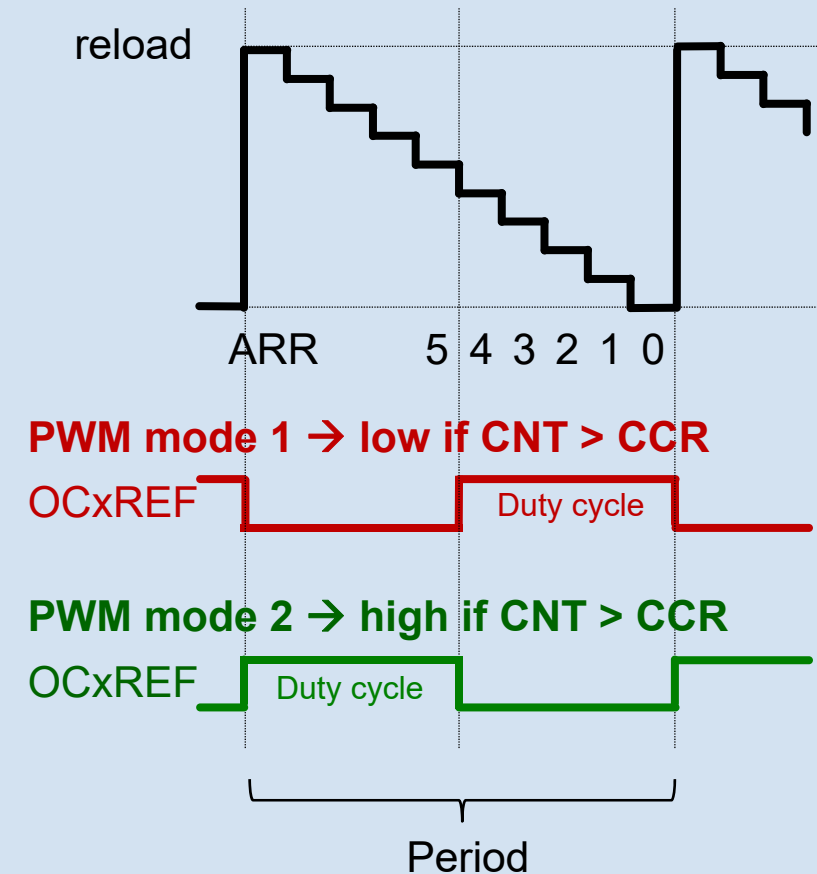 reload
ARR 5 4 3 2 1 0
PWM mode 1 → low if CNT > CCR
OCxREF Duty cycle
PWM mode 2 → high if CNT > CCR
OCxREF Duty cycle
Period